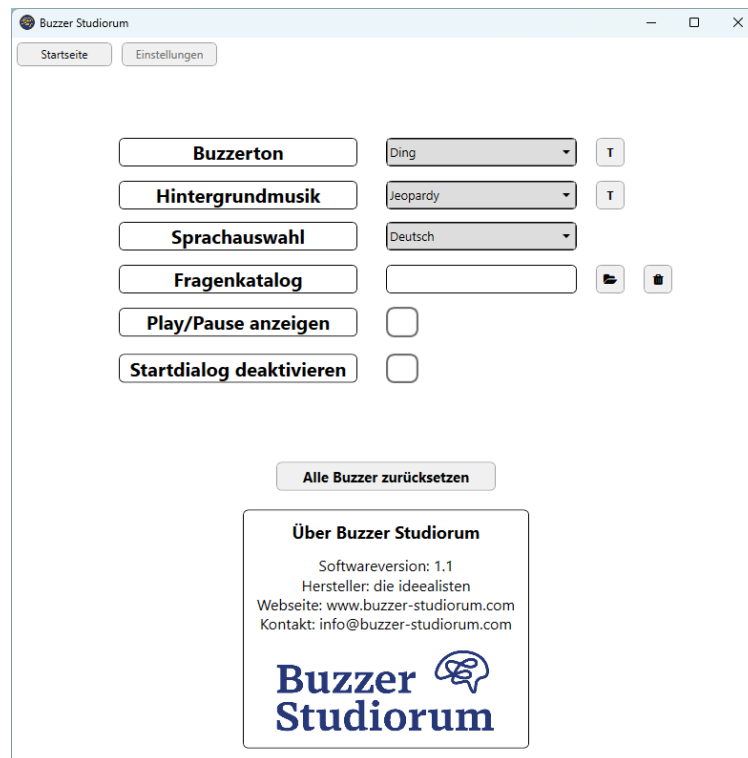 Buzzer Studiorum
Startseite Einstellungen
Buzzerton Ding T
Hintergrundmusik Jeopardy T
Sprachauswahl Deutsch
Fragenkatalog
Play/Pause anzeigen
Startdialog deaktivieren
Alle Buzzer zurücksetzen
Über Buzzer Studiorum
Softwareversion: 1.1
Hersteller: die ideealisten
Webseite: www.buzzer-studiorum.com
Kontakt: info@buzzer-studiorum.com
Buzzer
Studiorum